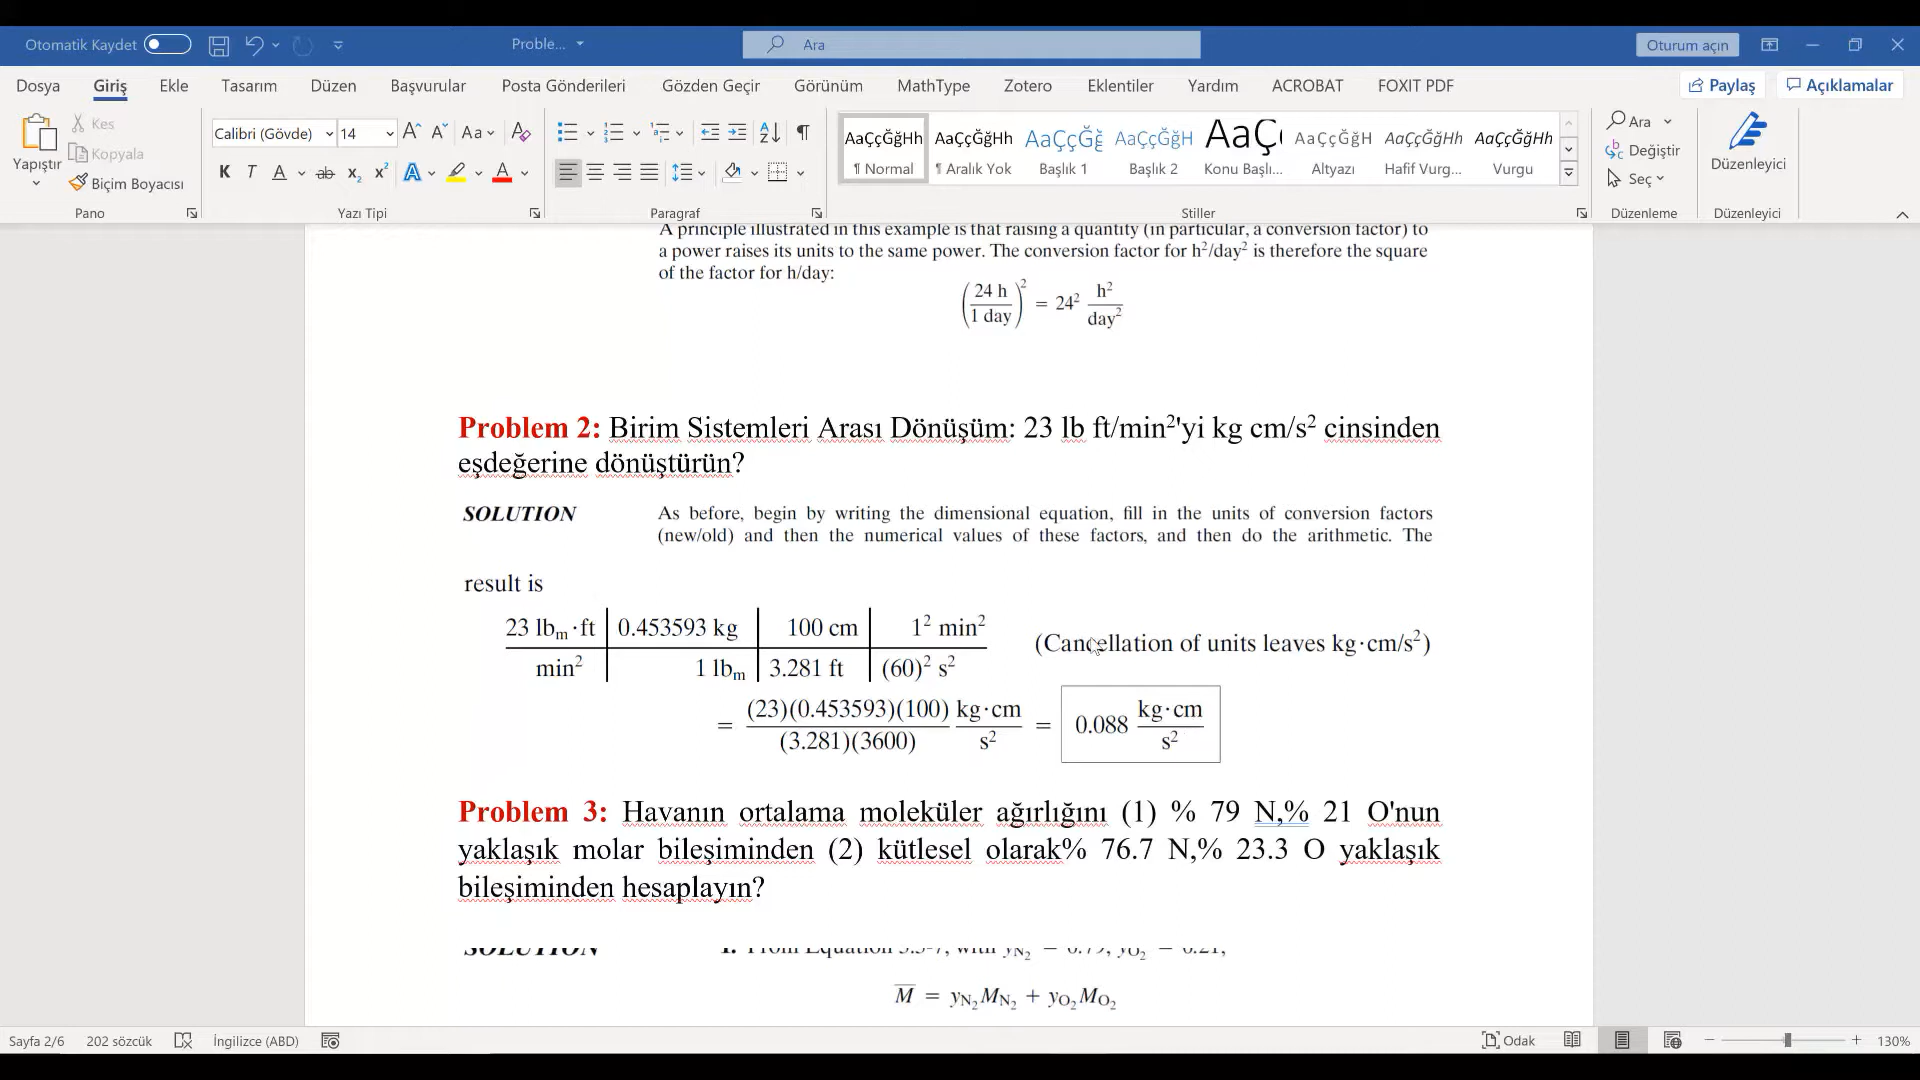 Otomatik Kaydet
Proble...
Ara
Oturum açın
Dosya Giriş Ekle Tasarım Düzen Başvurular Posta Gönderileri Gözden Geçir Görünüm MathType Zotero Eklentiler Yardım ACROBAT FOXIT PDF Paylaş Açıklamalar
Yapıştır
Kes
Kopyala
Biçim Boyacısı
Pano
Calibri (Gövde) 14
Aa
K T A ab x₂ x² A A
Yazı Tipi
Paragraf
AaÇçĞğHh AaÇçĞğHh AaÇçĞğ AaÇçĞğH AaÇ AaÇçĞğH AaÇçĞğHh AaÇçĞğHh
¶ Normal ¶ Aralık Yok Başlık 1 Başlık 2 Konu Başlı... Altyazı Hafif Vurg... Vurgu
Stiller
Ara
Değiştir
Seç
Düzenleme
Düzenleyici
Düzenleyici
A principle illustrated in this example is that raising a quantity (in particular, a conversion factor) to
a power raises its units to the same power. The conversion factor for h²/day² is therefore the square
of the factor for h/day:
(24 h / 1 day)² = 24² h²/day²
Problem 2: Birim Sistemleri Arası Dönüşüm: 23 lb ft/min²'yi kg cm/s² cinsinden
eşdeğerine dönüştürün?
SOLUTION As before, begin by writing the dimensional equation, fill in the units of conversion factors
(new/old) and then the numerical values of these factors, and then do the arithmetic. The
result is
23 lbₘ·ft | 0.453593 kg | 100 cm | 1² min²
(Cancellation of units leaves kg·cm/s²)
min² | 1 lbₘ | 3.281 ft | (60)² s²
= (23)(0.453593)(100) / (3.281)(3600) kg·cm/s² = 0.088 kg·cm/s²
Problem 3: Havanın ortalama moleküler ağırlığını (1) % 79 N,% 21 O'nun
yaklaşık molar bileşiminden (2) kütlesel olarak% 76.7 N,% 23.3 O yaklaşık
bileşiminden hesaplayın?
SOLUTION 1. From Equation 3.3-7, with y_N₂ = 0.79, y_O₂ = 0.21,
M̅ = y_N₂ M_N₂ + y_O₂ M_O₂
Sayfa 2/6 202 sözcük İngilizce (ABD) Odak 130%